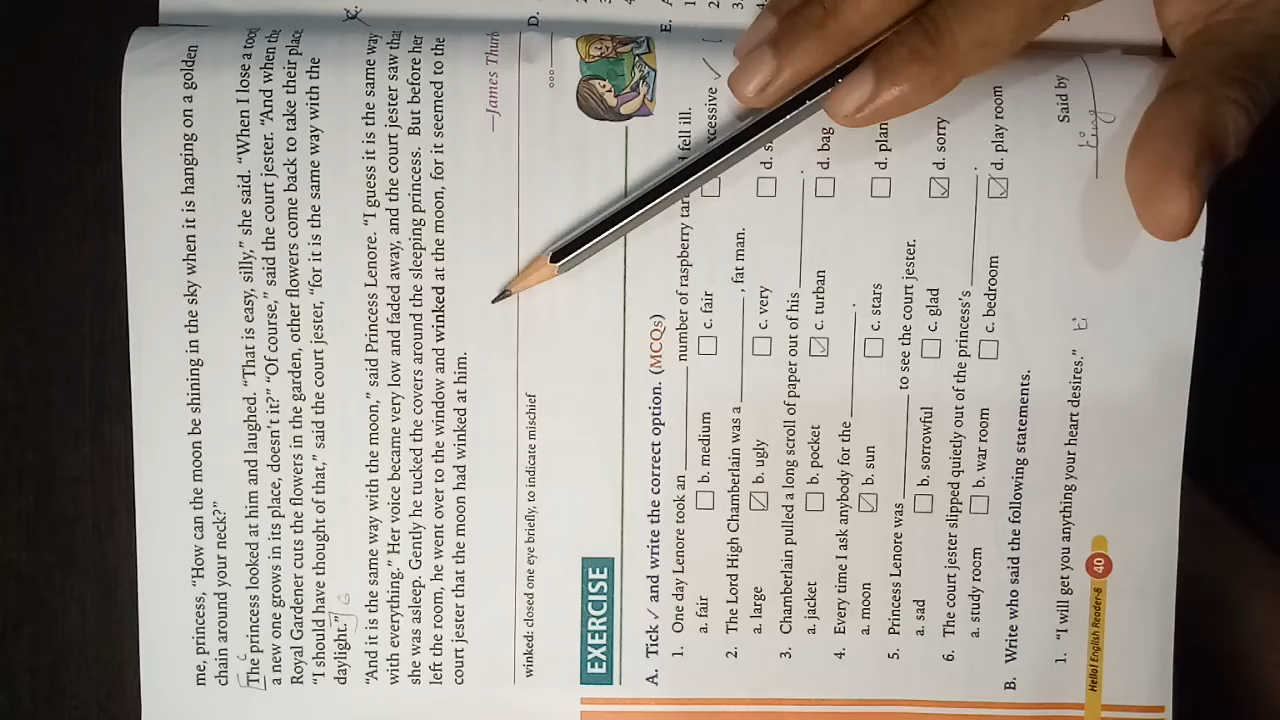 me, princess, “How can the moon be shining in the sky when it is hanging on a golden
chain around your neck?”
The princess looked at him and laughed. “That is easy, silly,” she said. “When I lose a
a new one grows in its place, doesn’t it?” “Of course,” said the court jester. “And when the
Royal Gardener cuts the flowers in the garden, other flowers come back to take their place
“I should have thought of that,” said the court jester, “for it is the same way with the
daylight.”
“And it is the same way with the moon,” said Princess Lenore. “I guess it is the same way
with everything.” Her voice became very low and faded away, and the court jester saw that
she was asleep. Gently he tucked the covers around the sleeping princess. But before her
left the room, he went over to the window and winked at the moon, for it seemed to the
court jester that the moon had winked at him.
—James Thurb
winked: closed one eye briefly, to indicate mischief
EXERCISE
A. Tick ✓ and write the correct option. (MCQs)
1. One day Lenore took an ________ number of raspberry tar fell ill.
a. fair b. medium c. fair xcessive ✓
2. The Lord High Chamberlain was a ________, fat man.
a. large b. ugly c. very d. s
3. Chamberlain pulled a long scroll of paper out of his ________.
a. jacket b. pocket c. turban d. bag
4. Every time I ask anybody for the ________.
a. moon b. sun c. stars d. plan
5. Princess Lenore was ________ to see the court jester.
a. sad b. sorrowful c. glad d. sorry
6. The court jester slipped quietly out of the princess’s ________.
a. study room b. war room c. bedroom d. play room
B. Write who said the following statements.
Said by
1. “I will get you anything your heart desires.” king
Hello! English Reader-8 40
D.
E.
1
2
3.